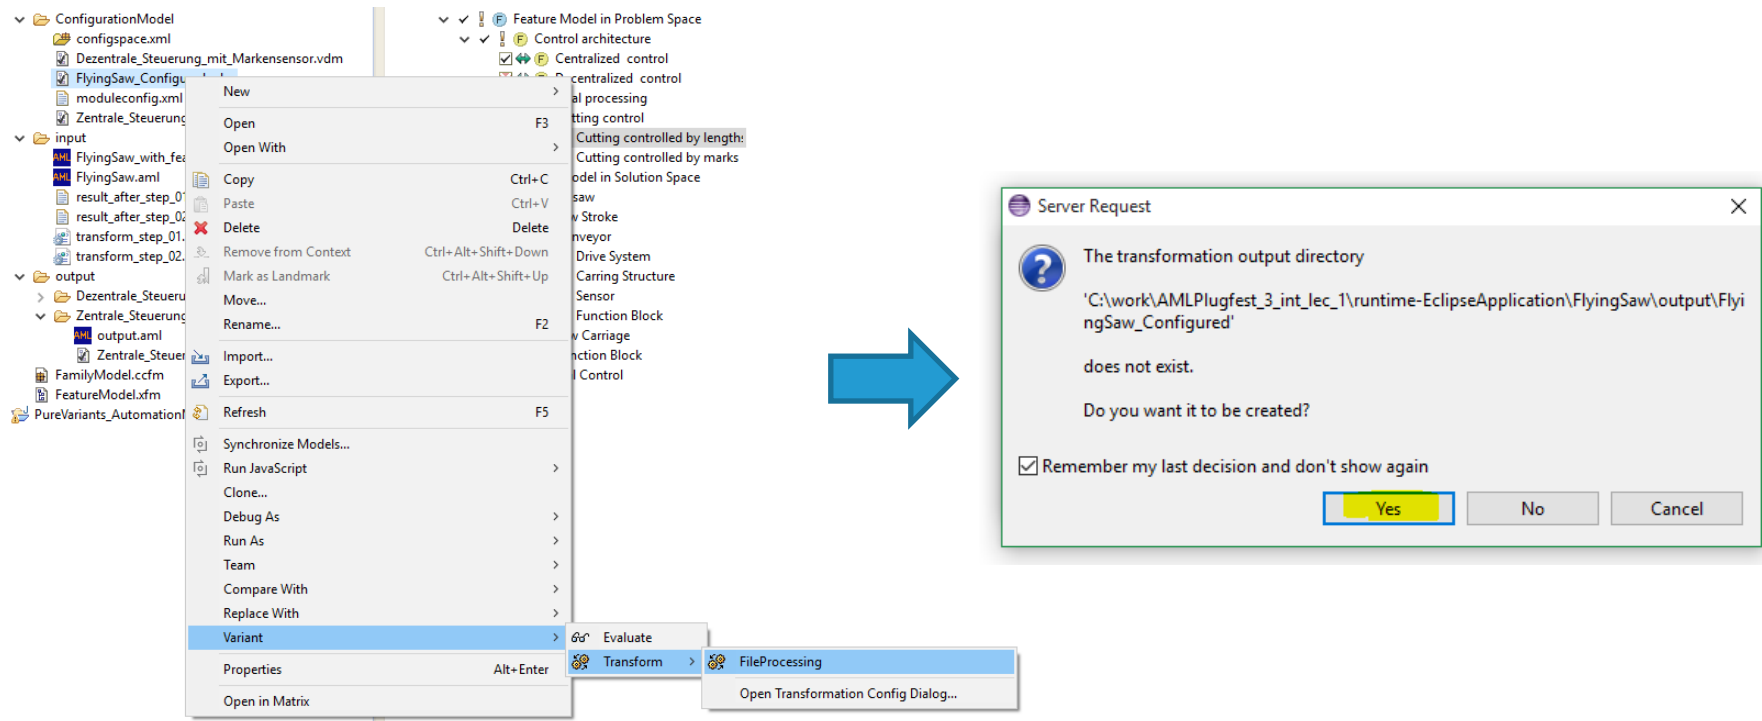 ConfigurationModel
configspace.xml
Dezentrale_Steuerung_mit_Markensensor.vdm
FlyingSaw_Configu
moduleconfig.xml
Zentrale_Steuerung
input
AML FlyingSaw_with_fea
AML FlyingSaw.aml
result_after_step_01
result_after_step_02
transform_step_01.
transform_step_02.
output
Dezentrale_Steueru
Zentrale_Steuerung
AML output.aml
Zentrale_Steuer
FamilyModel.ccfm
FeatureModel.xfm
PureVariants_Automation
New
Open F3
Open With
Copy Ctrl+C
Paste Ctrl+V
Delete Delete
Remove from Context Ctrl+Alt+Shift+Down
Mark as Landmark Ctrl+Alt+Shift+Up
Move...
Rename... F2
Import...
Export...
Refresh F5
Synchronize Models...
Run JavaScript
Clone...
Debug As
Run As
Team
Compare With
Replace With
Variant
Properties Alt+Enter
Open in Matrix
Evaluate
Transform
FileProcessing
Open Transformation Config Dialog...
F Feature Model in Problem Space
F Control architecture
F Centralized control
centralized control
al processing
tting control
Cutting controlled by length
Cutting controlled by marks
odel in Solution Space
saw
w Stroke
nveyor
Drive System
Carring Structure
Sensor
Function Block
w Carriage
nction Block
l Control
Server Request
The transformation output directory
'C:\work\AMLPlugfest_3_int_lec_1\runtime-EclipseApplication\FlyingSaw\output\Flyi
ngSaw_Configured'
does not exist.
Do you want it to be created?
Remember my last decision and don't show again
Yes No Cancel